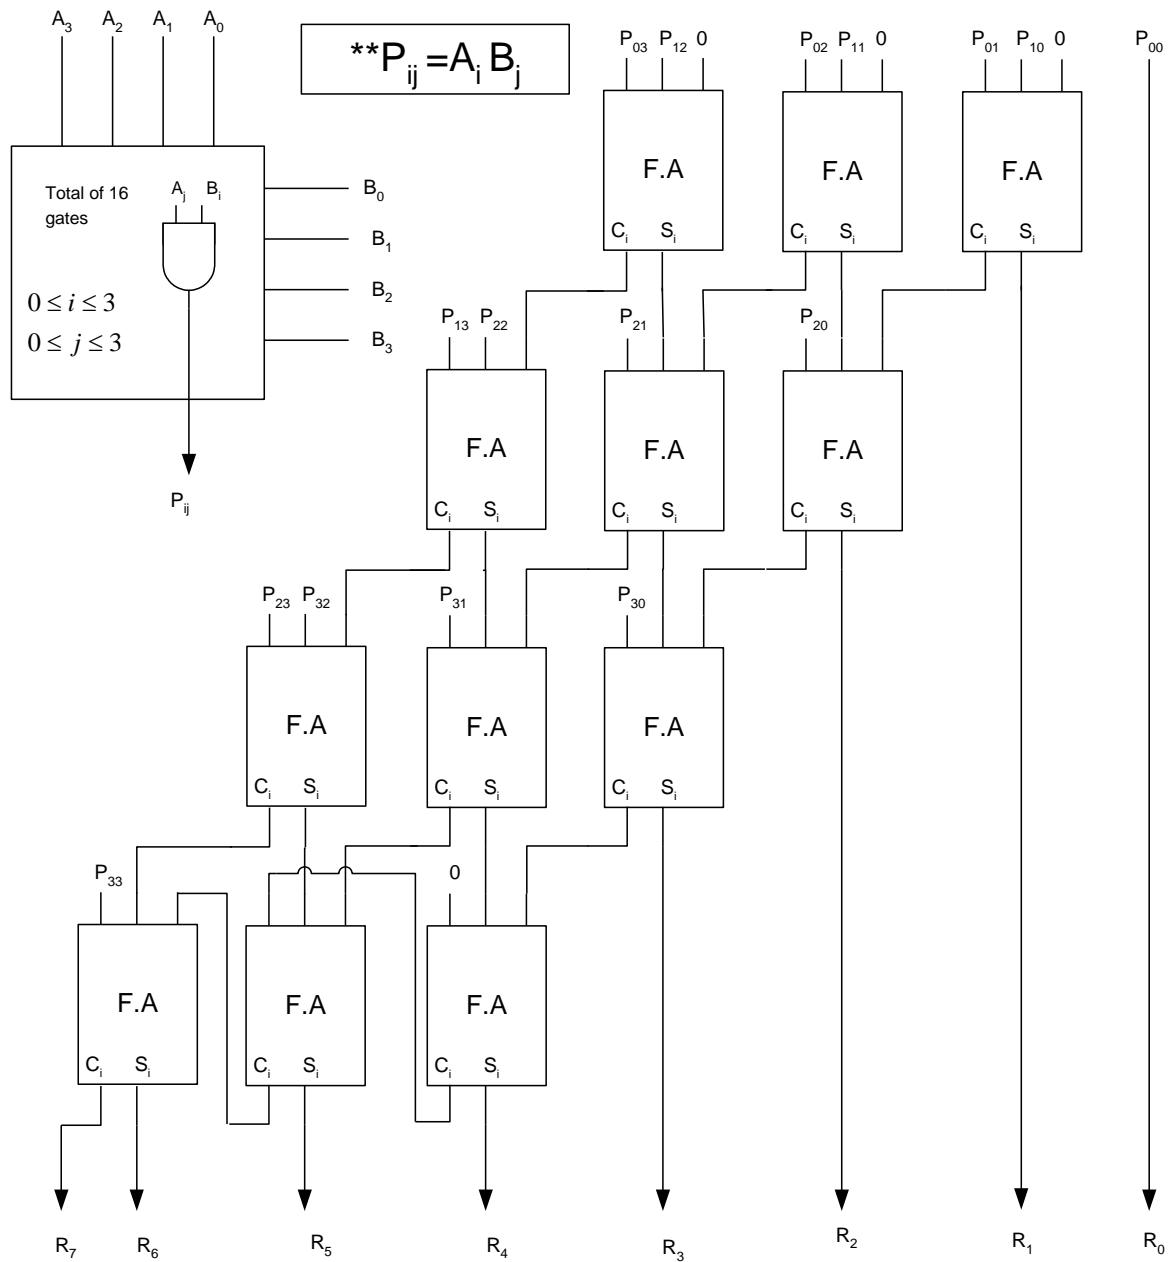 A3 A2 A1 A0
**Pij =Ai Bj
P03 P12 0 P02 P11 0 P01 P10 0 P00
F.A F.A F.A
Total of 16
gates
Aj Bi
B0
B1
B2
B3
0 ≤ i ≤ 3
0 ≤ j ≤ 3
Pij
Ci Si Ci Si Ci Si
P13 P22 P21 P20
F.A F.A F.A
Ci Si Ci Si Ci Si
P23 P32 P31 P30
F.A F.A F.A
Ci Si Ci Si Ci Si
P33 0
F.A F.A F.A
Ci Si Ci Si Ci Si
R7 R6 R5 R4 R3 R2 R1 R0